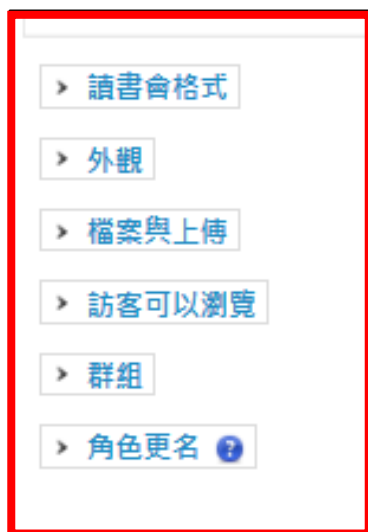 讀書會格式
外觀
檔案與上傳
訪客可以瀏覽
群組
角色更名